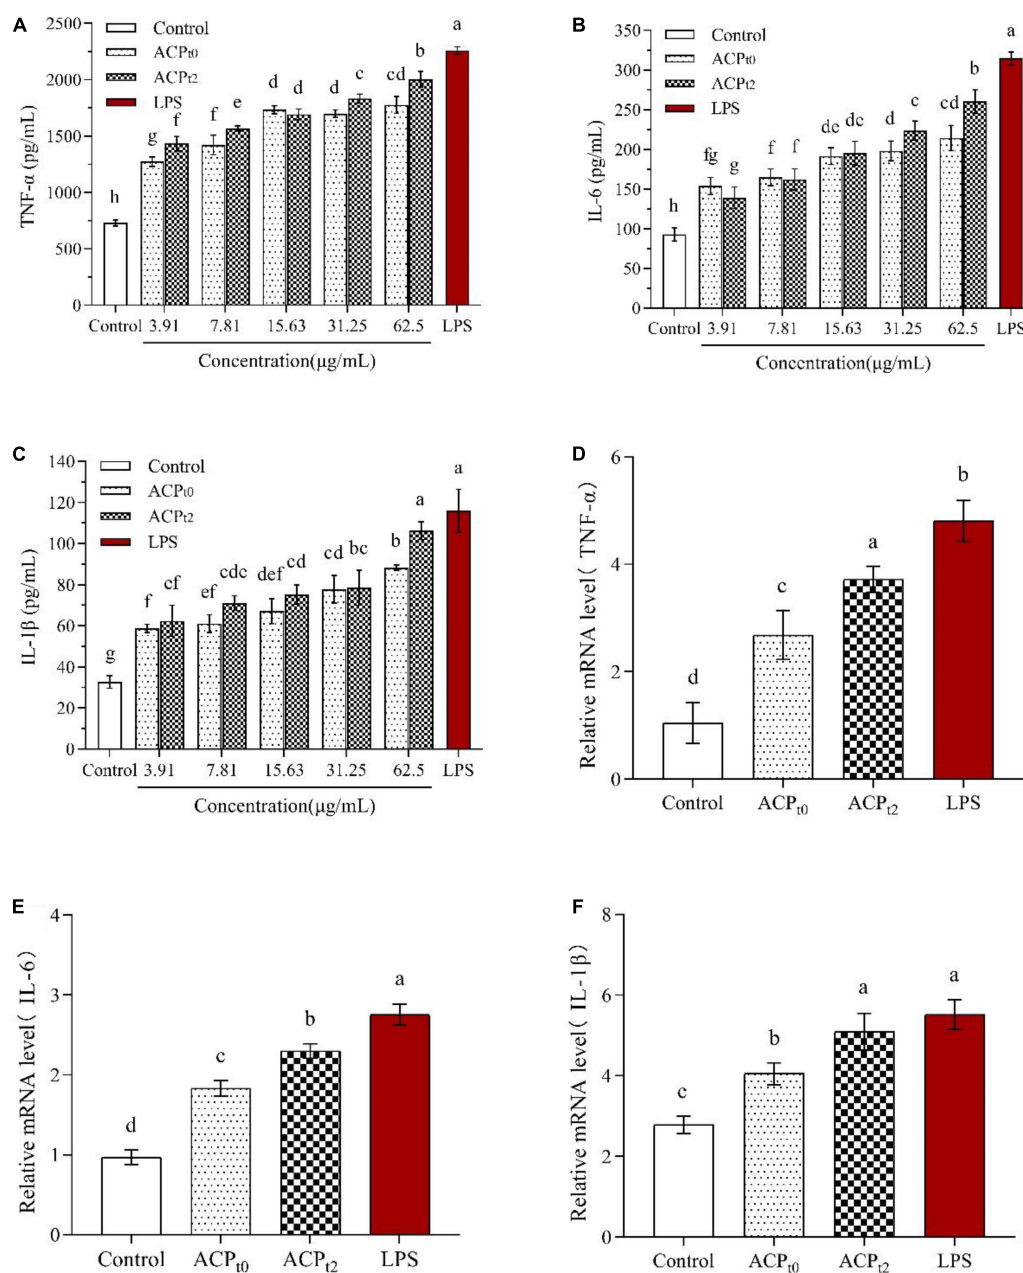 A
TNF-α (pg/mL)
2500
2000
1500
1000
500
0
Control
ACPt0
ACPt2
LPS
h g f f e d d d c cd b a
Control 3.91 7.81 15.63 31.25 62.5 LPS
Concentration(μg/mL)
B
IL-6 (pg/mL)
350
300
250
200
150
100
50
0
Control
ACPt0
ACPt2
LPS
h fg g f f de de d c cd b a
Control 3.91 7.81 15.63 31.25 62.5 LPS
Concentration(μg/mL)
C
IL-1β (pg/mL)
140
120
100
80
60
40
20
0
Control
ACPt0
ACPt2
LPS
g f ef ef cde def cd cd bc b a a
Control 3.91 7.81 15.63 31.25 62.5 LPS
Concentration(μg/mL)
D
Relative mRNA level( TNF-α)
6
4
2
0
d c a b
Control ACPt0 ACPt2 LPS
E
Relative mRNA level( IL-6)
4
3
2
1
0
d c b a
Control ACPt0 ACPt2 LPS
F
Relative mRNA level( IL-1β)
8
6
4
2
0
c b a a
Control ACPt0 ACPt2 LPS